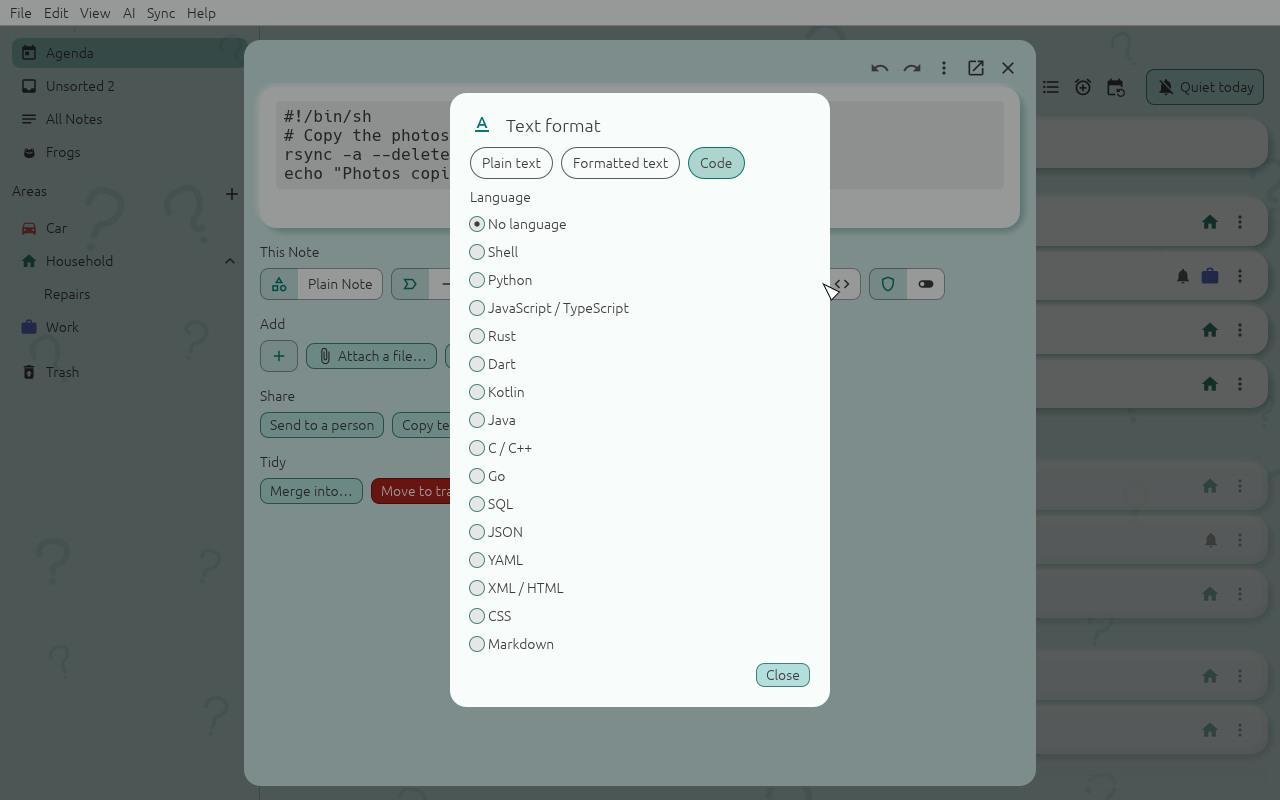 File Edit View AI Sync Help
Agenda
Unsorted 2
All Notes
Frogs
Areas
Car
Household
Repairs
Work
Trash
Quiet today
#!/bin/sh
# Copy the photos
rsync -a --delete
echo "Photos copi
This Note
Plain Note
Add
Attach a file...
Share
Send to a person
Copy te
Tidy
Merge into...
Move to tra
Text format
Plain text Formatted text Code
Language
No language
Shell
Python
JavaScript / TypeScript
Rust
Dart
Kotlin
Java
C / C++
Go
SQL
JSON
YAML
XML / HTML
CSS
Markdown
Close